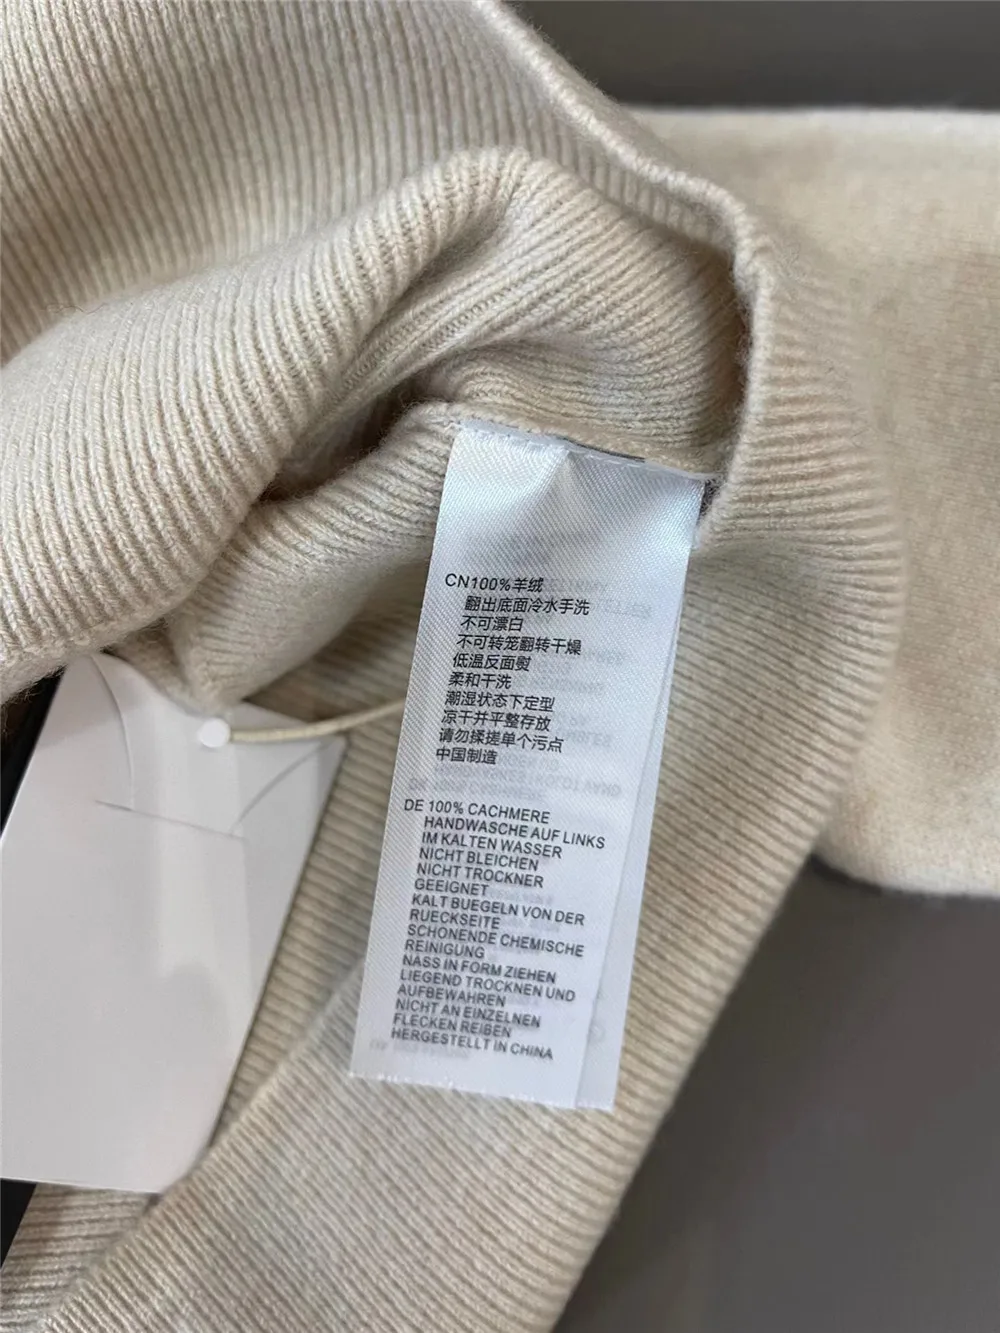 CN100%羊绒
翻出底面冷水手洗
不可漂白
不可转笼翻转干燥
低温反面熨
柔和干洗
潮湿状态下定型
凉干并平整存放
请勿揉搓单个污点
中国制造
DE 100% CACHMERE
HANDWASCHE AUF LINKS
IM KALTEN WASSER
NICHT BLEICHEN
NICHT TROCKNER
GEEIGNET
KALT BUEGELN VON DER
RUECKSEITE
SCHONENDE CHEMISCHE
REINIGUNG
NASS IN FORM ZIEHEN
LIEGEND TROCKNEN UND
AUFBEWAHREN
NICHT AN EINZELNEN
FLECKEN REIBEN
HERGESTELLT IN CHINA